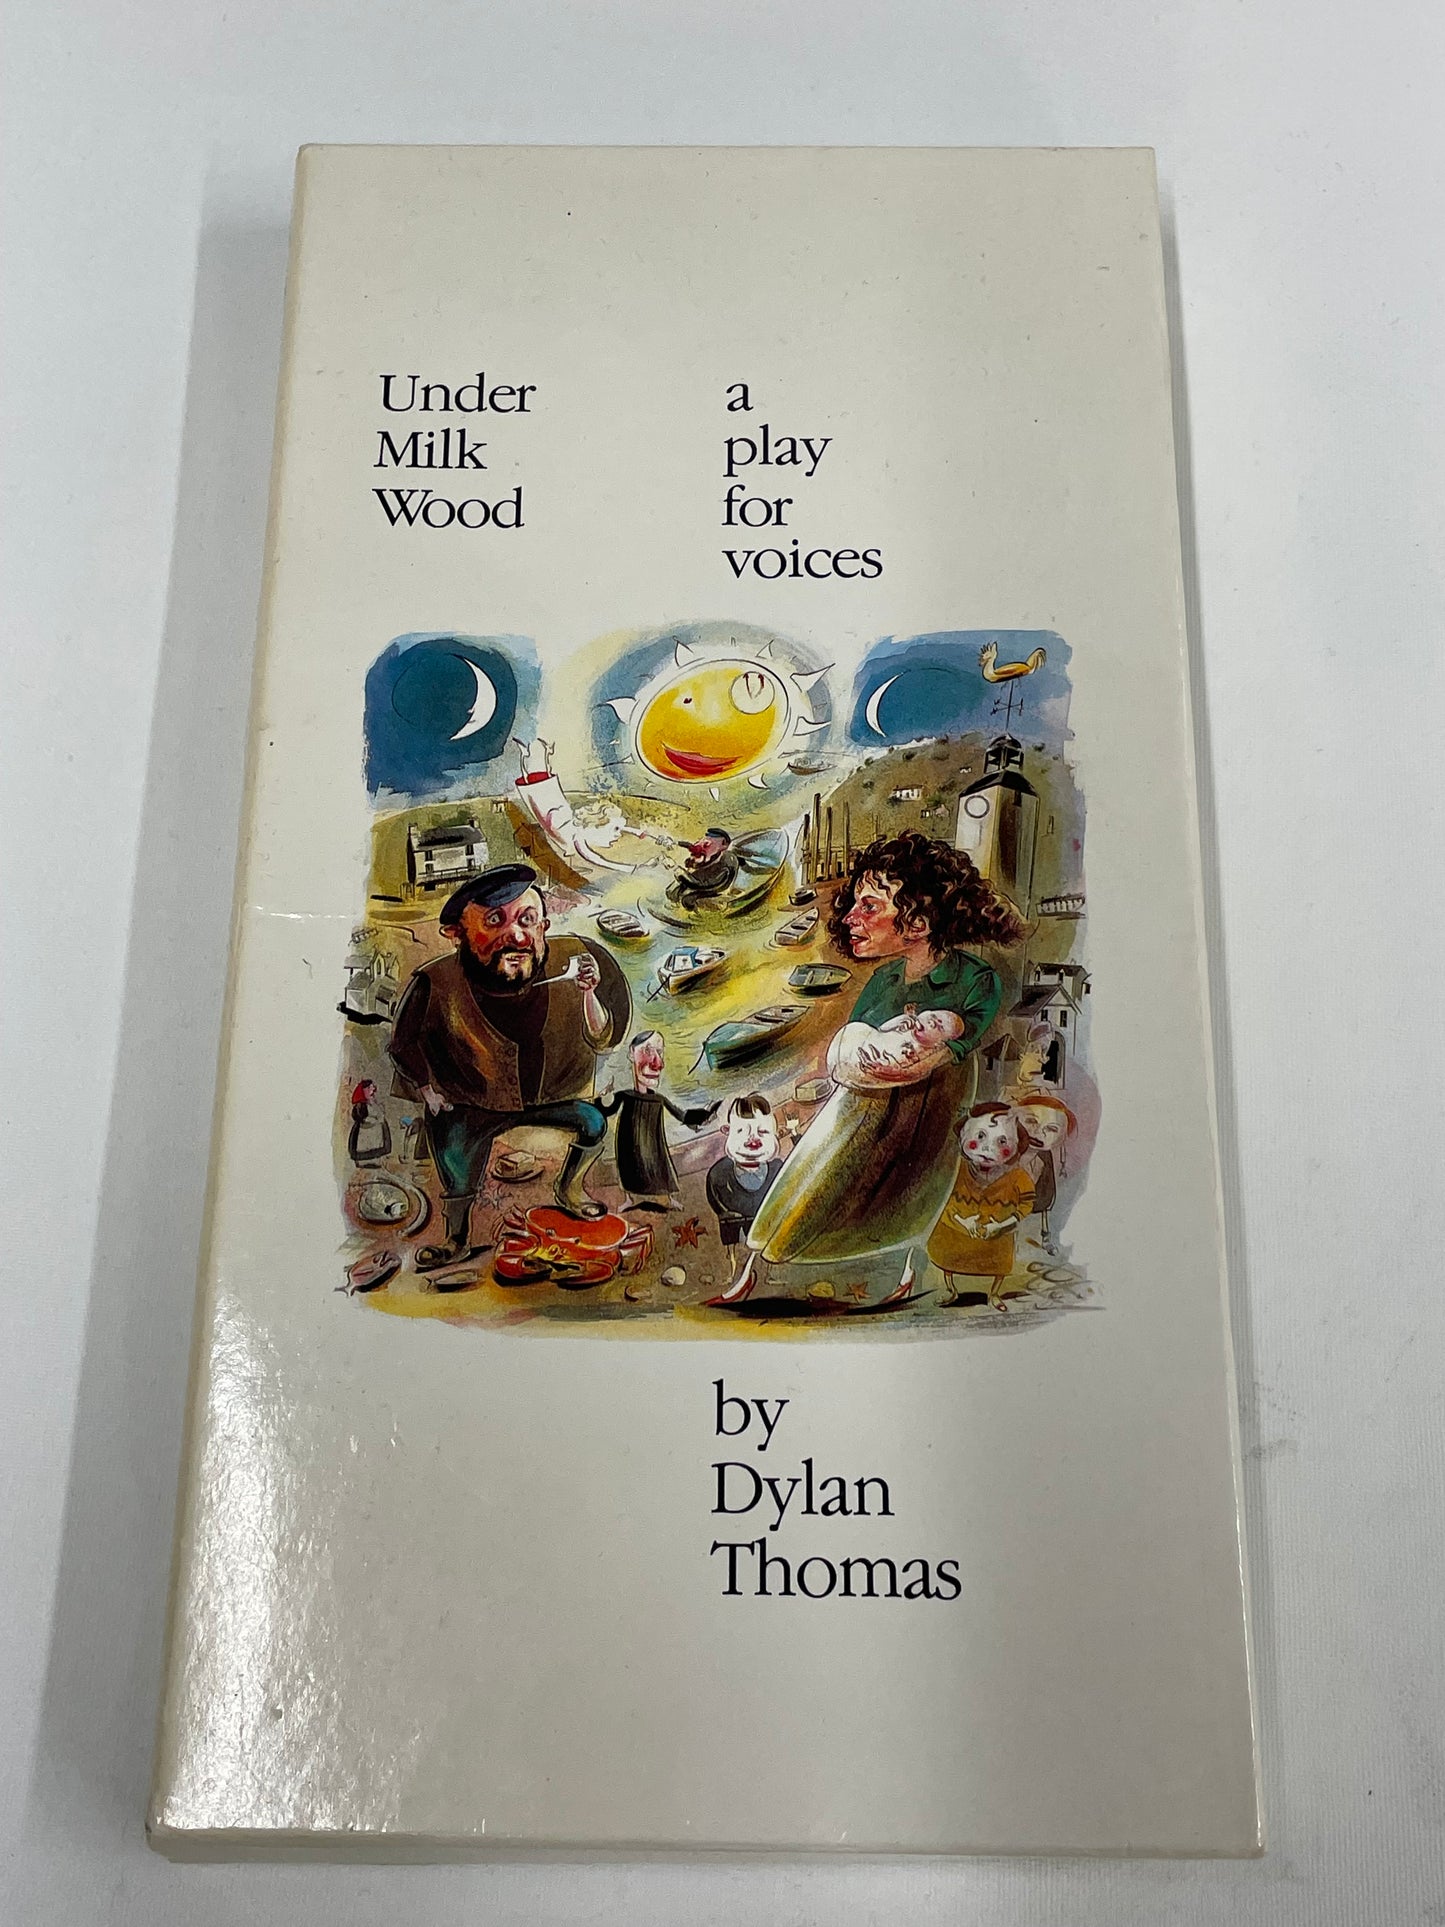 Under
Milk
Wood
a
play
for
voices
by
Dylan
Thomas